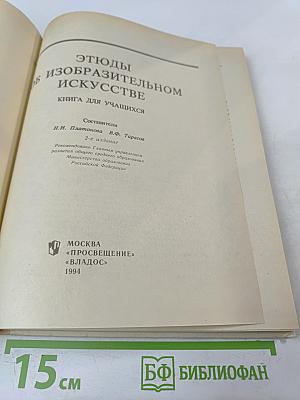 ЭТЮДЫ
ОБ ИЗОБРАЗИТЕЛЬНОМ
ИСКУССТВЕ
КНИГА ДЛЯ УЧАЩИХСЯ
Составители
Н.И. Платонова В.Ф. Тарасов
2-е издание
Рекомендовано Главным управлением
развития общего среднего образования
Министерства образования
Российской Федерации
МОСКВА
«ПРОСВЕЩЕНИЕ»
«ВЛАДОС»
1994
15 см
БФ БИБЛИОФАН